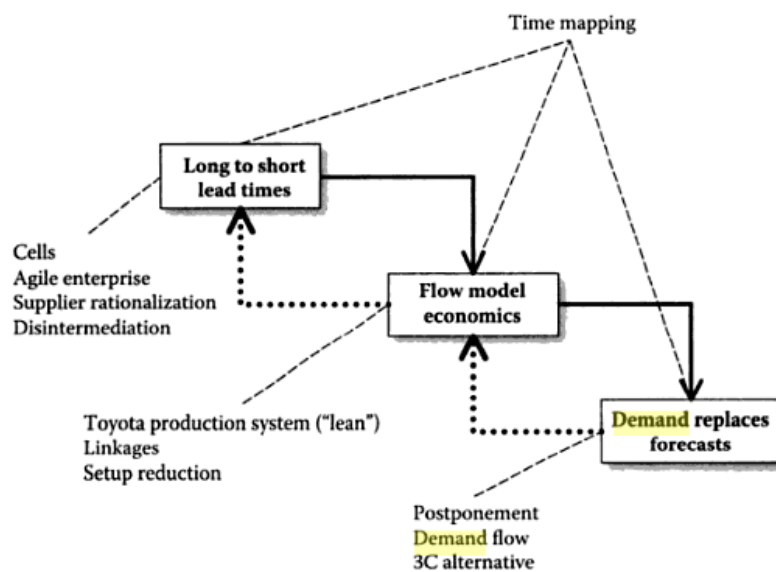 Time mapping
Long to short
lead times
Cells
Agile enterprise
Supplier rationalization
Disintermediation
Flow model
economics
Toyota production system (“lean”)
Linkages
Setup reduction
Demand replaces
forecasts
Postponement
Demand flow
3C alternative